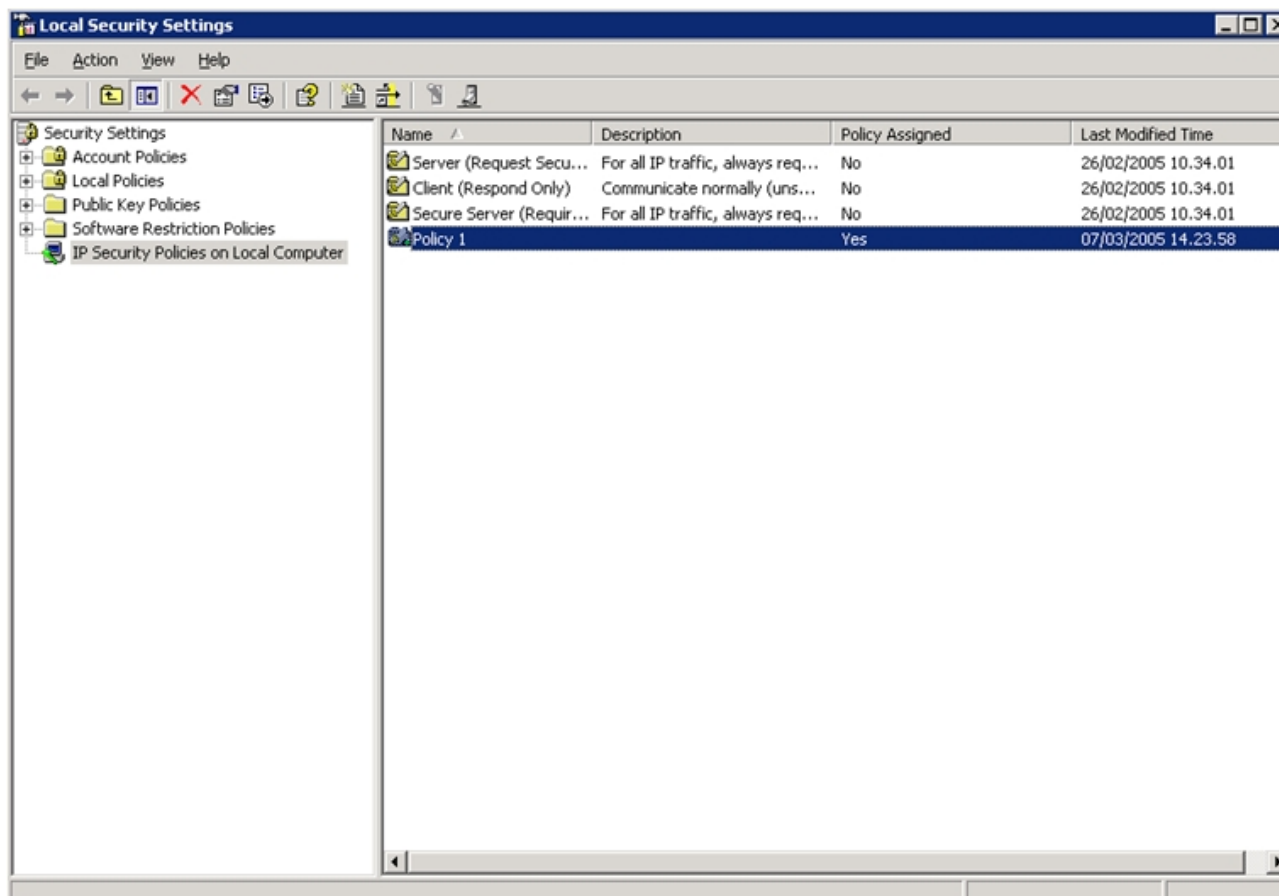 Local Security Settings
File Action View Help
Security Settings
Account Policies
Local Policies
Public Key Policies
Software Restriction Policies
IP Security Policies on Local Computer
Name Description Policy Assigned Last Modified Time
Server (Request Secu... For all IP traffic, always req... No 26/02/2005 10.34.01
Client (Respond Only) Communicate normally (uns... No 26/02/2005 10.34.01
Secure Server (Requir... For all IP traffic, always req... No 26/02/2005 10.34.01
Policy 1 Yes 07/03/2005 14.23.58